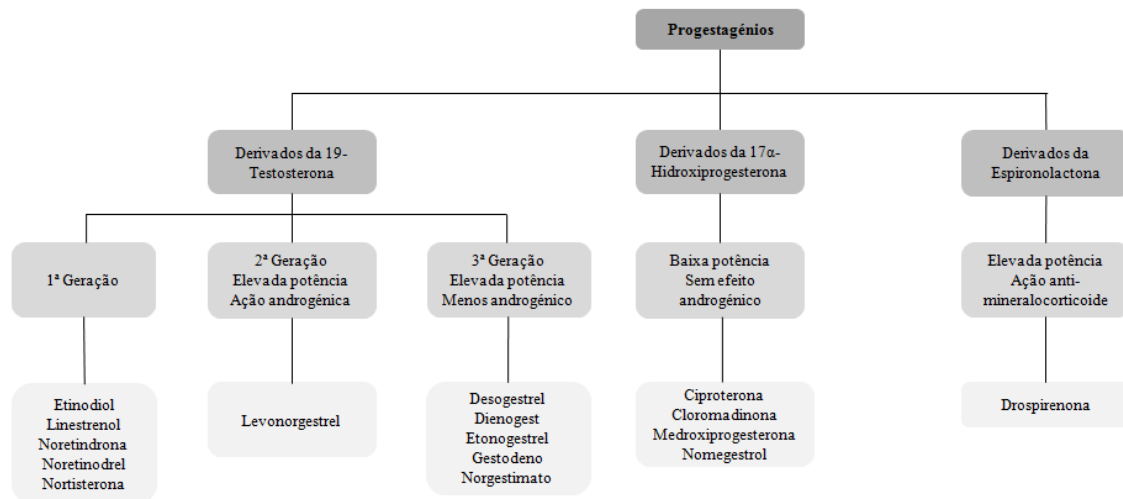 Progestagénios
Derivados da 19-
Testosterona
Derivados da 17α-
Hidroxiprogesterona
Derivados da
Espironolactona
1ª Geração
2ª Geração
Elevada potência
Ação androgénica
3ª Geração
Elevada potência
Menos androgénico
Baixa potência
Sem efeito
androgénico
Elevada potência
Ação anti-
mineralocorticoide
Etinodiol
Linestrenol
Noretindrona
Noretinodrel
Nortisterona
Levonorgestrel
Desogestrel
Dienogest
Etonogestrel
Gestodeno
Norgestimato
Ciproterona
Cloromadinona
Medroxiprogesterona
Nomegestrol
Drospirenona